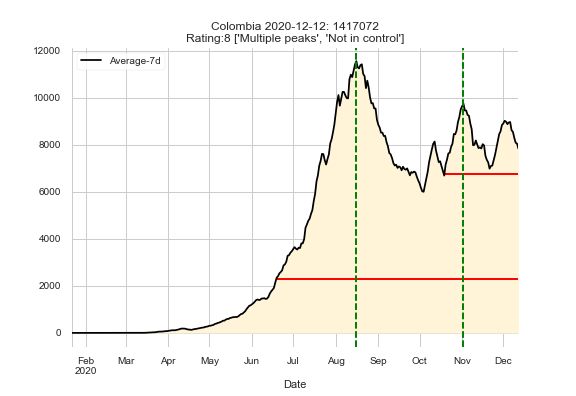 Colombia 2020-12-12: 1417072
Rating:8 ['Multiple peaks', 'Not in control']
12000
Average-7d
10000
8000
6000
4000
2000
0
Feb Mar Apr May Jun Jul Aug Sep Oct Nov Dec
2020
Date